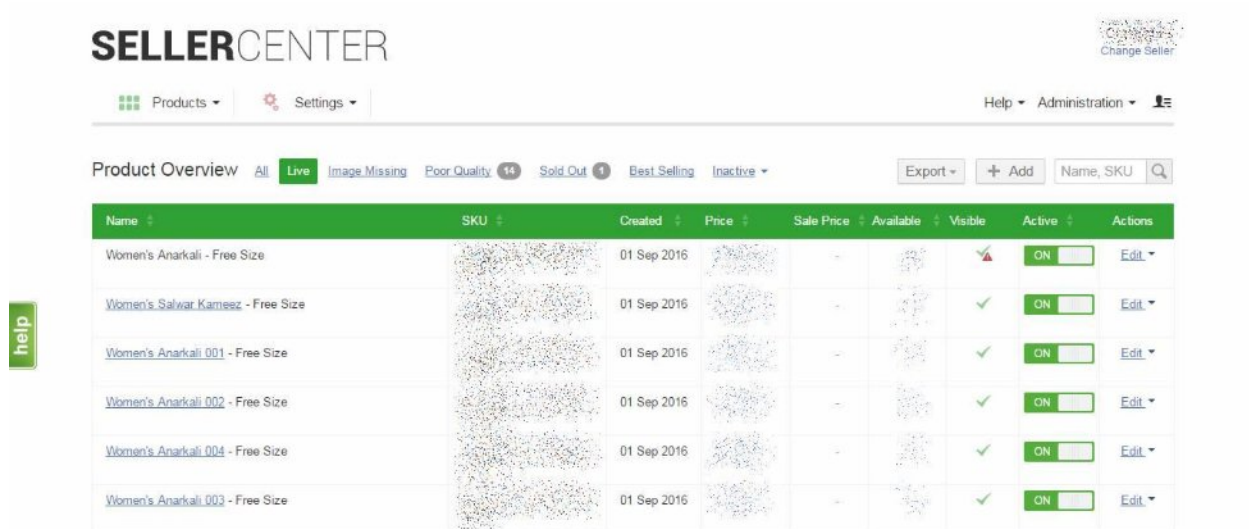 SELLERCENTER
Change Seller
Products Settings Help Administration
Product Overview All Live Image Missing Poor Quality 14 Sold Out 1 Best Selling Inactive Export + Add Name, SKU
Name SKU Created Price Sale Price Available Visible Active Actions
Women's Anarkali - Free Size 01 Sep 2016 - ON Edit
Women's Salwar Kameez - Free Size 01 Sep 2016 - ON Edit
help
Women's Anarkali 001 - Free Size 01 Sep 2016 - ON Edit
Women's Anarkali 002 - Free Size 01 Sep 2016 - ON Edit
Women's Anarkali 004 - Free Size 01 Sep 2016 - ON Edit
Women's Anarkali 003 - Free Size 01 Sep 2016 - ON Edit